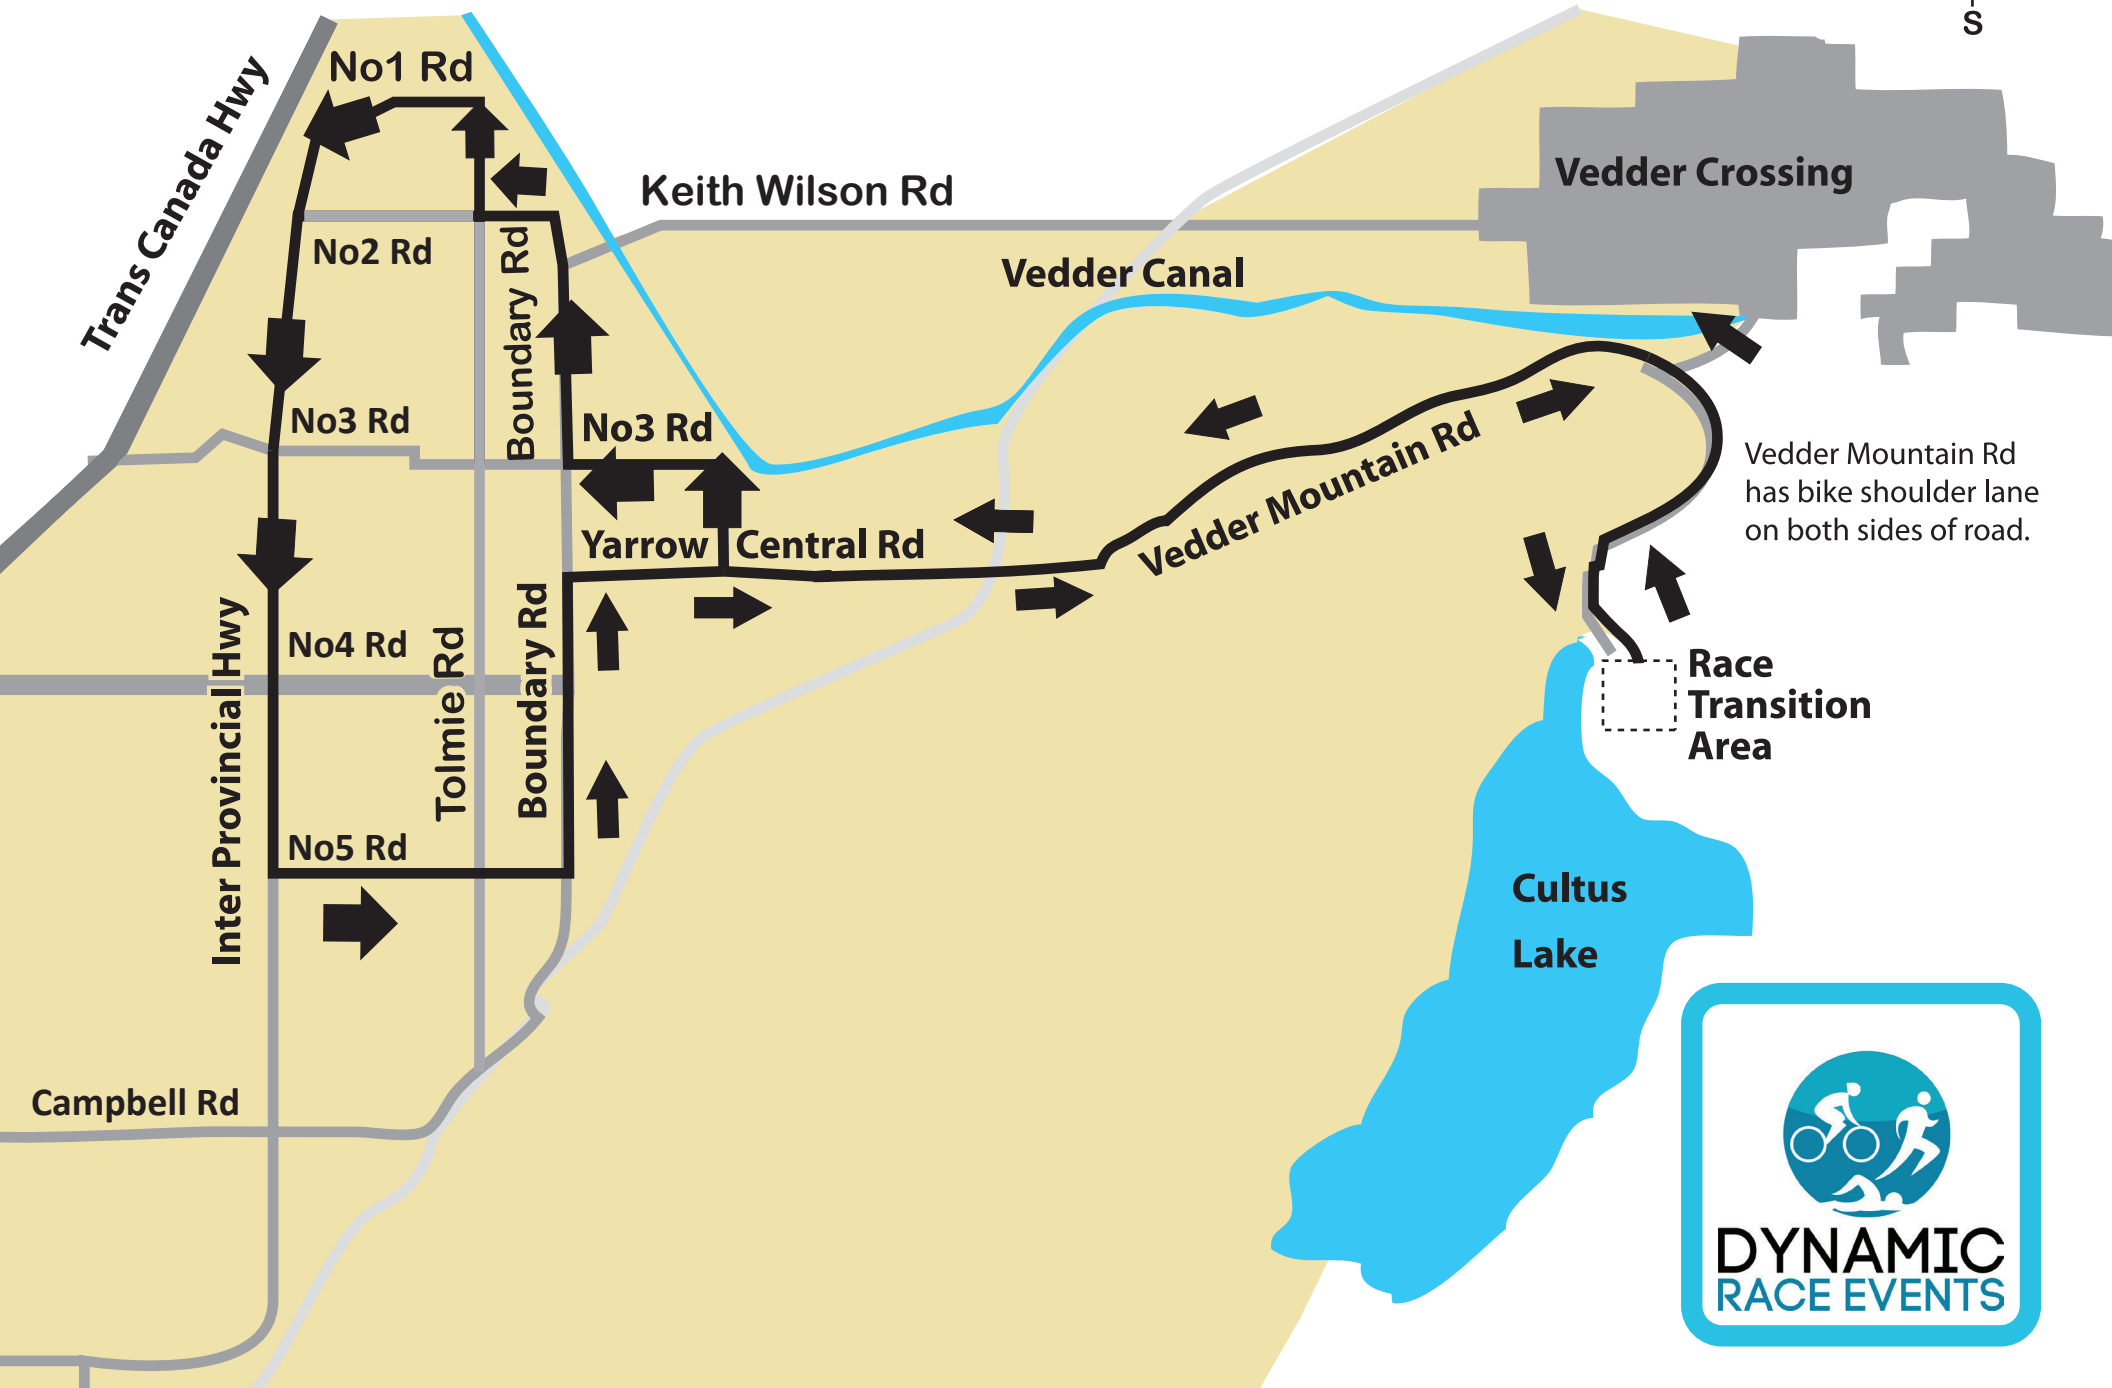 S
No1 Rd
Trans Canada Hwy
Keith Wilson Rd
Vedder Crossing
No2 Rd
Boundary Rd
Vedder Canal
No3 Rd
No3 Rd
Vedder Mountain Rd
Vedder Mountain Rd
has bike shoulder lane
on both sides of road.
Yarrow Central Rd
Inter Provincial Hwy
No4 Rd
Tolmie Rd
Boundary Rd
Race
Transition
Area
No5 Rd
Cultus
Lake
Campbell Rd
DYNAMIC
RACE EVENTS